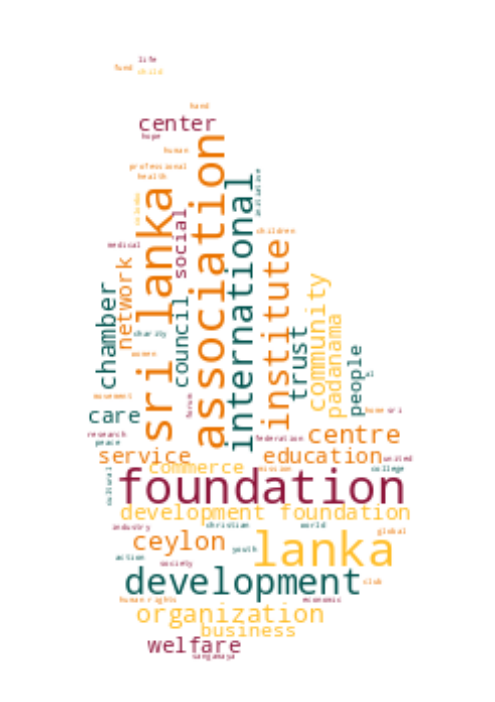 life
fund
child
hand
center
hope
human
professional
health
sri lanka
association
international
initiative
social
medical
children
institute
network
chamber
council
charity
women
trust
community
padanama
people
al
movement
forum
care
home
sri
research
peace
federation
centre
service
education
united
commerce
mission
college
cultural
foundation
development foundation
industry
christian
world
global
ceylon
youth
lanka
action
society
development
club
human rights
economic
organization
business
welfare
sangamaya